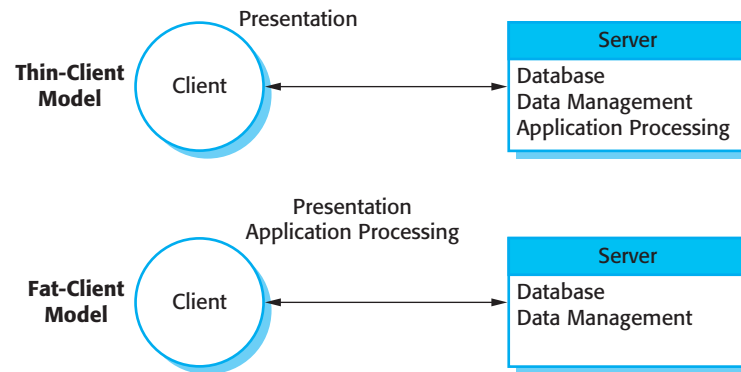 Presentation
Thin-Client
Model
Client
Server
Database
Data Management
Application Processing
Presentation
Application Processing
Fat-Client
Model
Client
Server
Database
Data Management